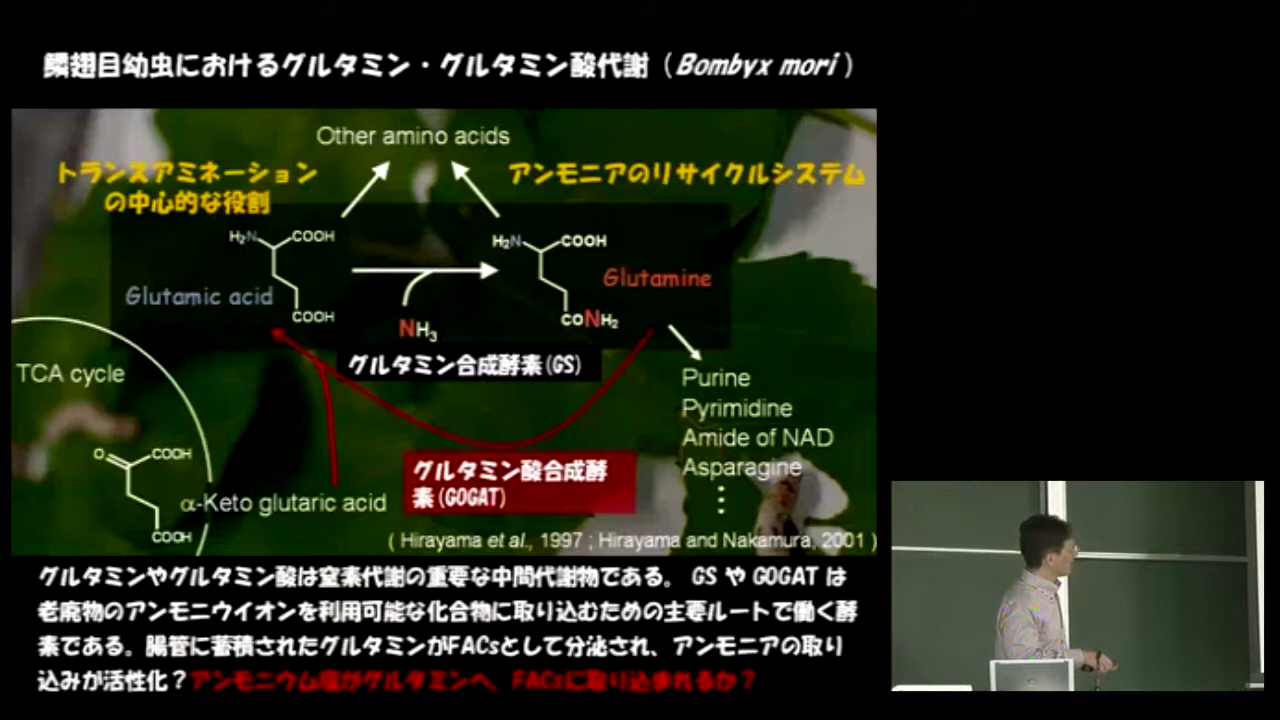 鱗翅目幼虫におけるグルタミン・グルタミン酸代謝（Bombyx mori）
Other amino acids
トランスアミネーション
の中心的な役割
アンモニアのリサイクルシステム
H₂N
COOH
H₂N
COOH
Glutamic acid
Glutamine
COOH
NH₃
CONH₂
グルタミン合成酵素(GS)
TCA cycle
Purine
Pyrimidine
Amide of NAD
Asparagine
O
COOH
グルタミン酸合成酵
素(GOGAT)
α-Keto glutaric acid
COOH
( Hirayama et al., 1997 ; Hirayama and Nakamura, 2001 )
グルタミンやグルタミン酸は窒素代謝の重要な中間代謝物である。 GS や GOGAT は
老廃物のアンモニウイオンを利用可能な化合物に取り込むための主要ルートで働く酵
素である。腸管に蓄積されたグルタミンがFACsとして分泌され、アンモニアの取り
込みが活性化？アンモニウム塩がグルタミンへ、FACsに取り込まれるか？